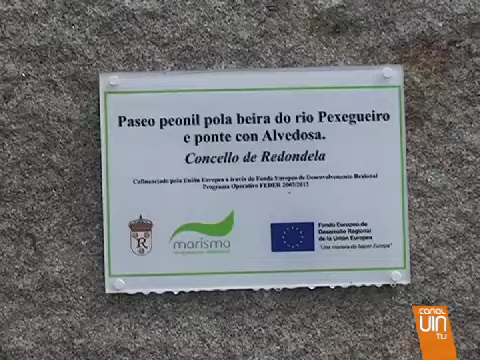 Paseo peonil pola beira do rio Pexegueiro
e ponte con Alvedosa.
Concello de Redondela
Cofinanciado pola Unión Europea a través do Fondo Europeo de Desenvolvemento Rexional
Programa Operativo FEDER 2007/2013
R
marisma
Fondo Europeo de
Desarrollo Regional
de la Unión Europea
"Una manera de hacer Europa"
CANAL
UIN
TV